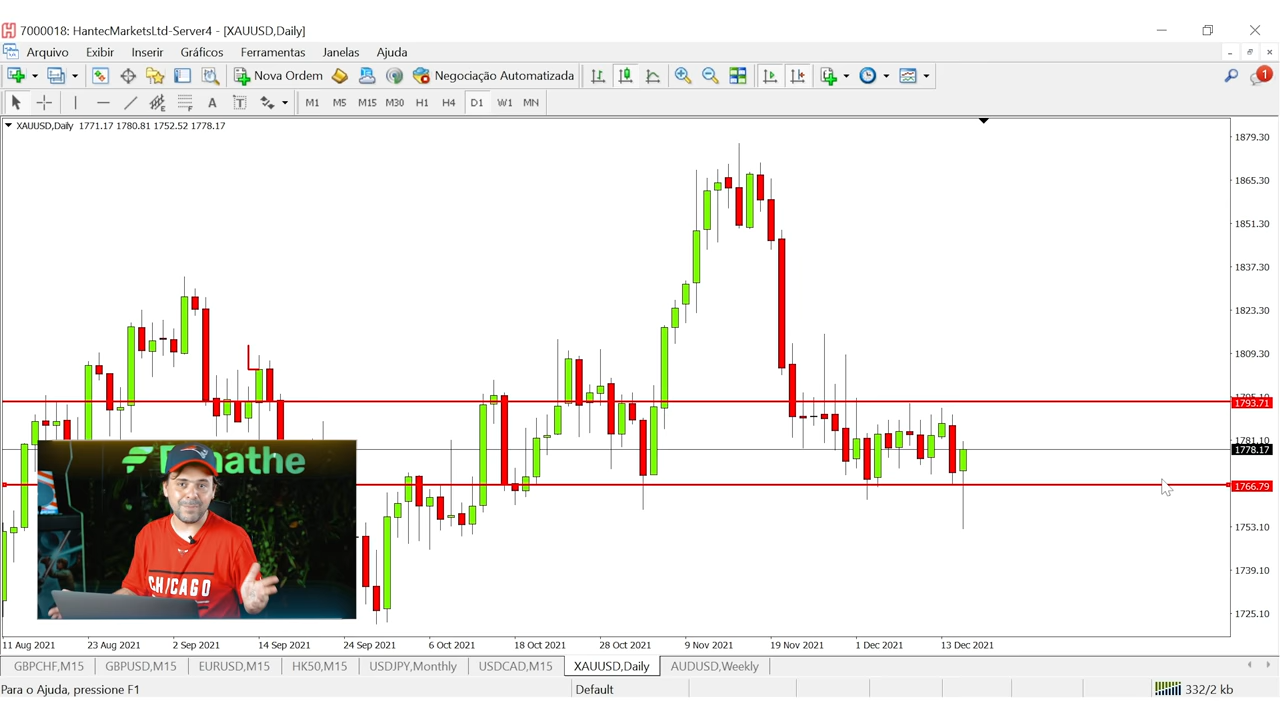 7000018: HantecMarketsLtd-Server4 - [XAUUSD,Daily]
Arquivo Exibir Inserir Gráficos Ferramentas Janelas Ajuda
Nova Ordem Negociação Automatizada 1
A T M1 M5 M15 M30 H1 H4 D1 W1 MN
XAUUSD,Daily 1771.17 1780.81 1752.52 1778.17
1879.30
1865.30
1851.30
1837.30
1823.30
1809.30
1795.10
1793.71
1781.10
1778.17
1766.79
1753.10
1739.10
1725.10
nathe
CH/CAGO
11 Aug 2021 23 Aug 2021 2 Sep 2021 14 Sep 2021 24 Sep 2021 6 Oct 2021 18 Oct 2021 28 Oct 2021 9 Nov 2021 19 Nov 2021 1 Dec 2021 13 Dec 2021
GBPCHF,M15 GBPUSD,M15 EURUSD,M15 HK50,M15 USDJPY,Monthly USDCAD,M15 XAUUSD,Daily AUDUSD,Weekly
Para o Ajuda, pressione F1 Default 332/2 kb